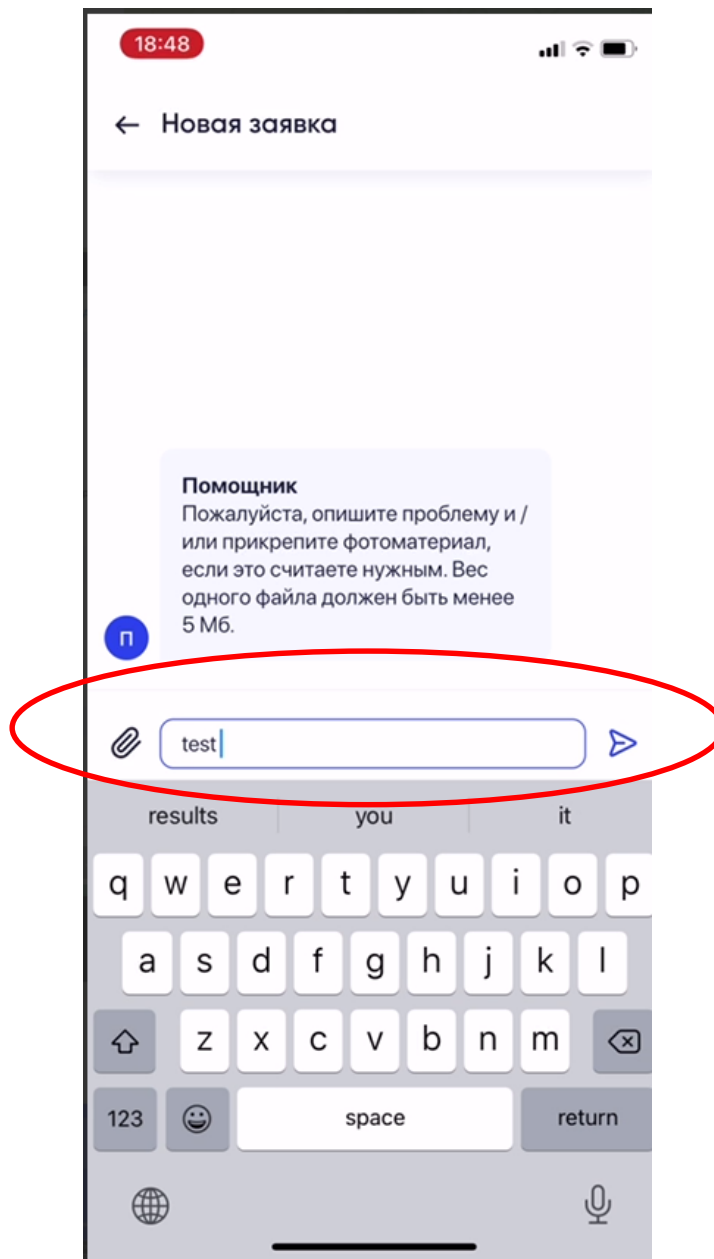 18:48
Новая заявка
Помощник
Пожалуйста, опишите проблему и /
или прикрепите фотоматериал,
если это считаете нужным. Вес
одного файла должен быть менее
5 Мб.
П
test
results you it
q w e r t y u i o p
a s d f g h j k l
z x c v b n m
123 space return